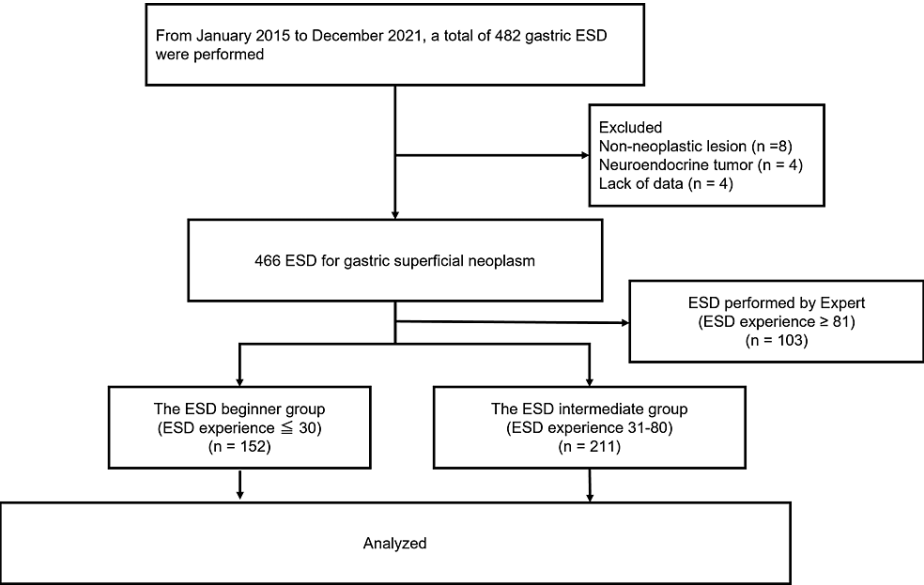 From January 2015 to December 2021, a total of 482 gastric ESD
were performed
Excluded
Non-neoplastic lesion (n =8)
Neuroendocrine tumor (n = 4)
Lack of data (n = 4)
466 ESD for gastric superficial neoplasm
ESD performed by Expert
(ESD experience ≥ 81)
(n = 103)
The ESD beginner group
(ESD experience ≦ 30)
(n = 152)
The ESD intermediate group
(ESD experience 31-80)
(n = 211)
Analyzed